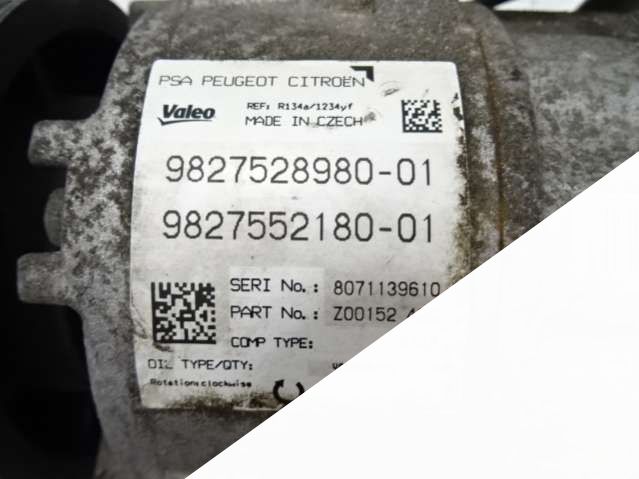 PSA PEUGEOT CITROËN
Valeo
REF: R134a/1234yf
MADE IN CZECH
9827528980-01
9827552180-01
SERI No.: 8071139610
PART No.: Z00152
COMP TYPE:
OIL TYPE/QTY:
Rotation:clockwise